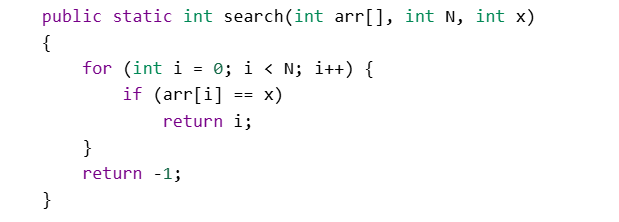 public static int search(int arr[], int N, int x)
{
    for (int i = 0; i < N; i++) {
        if (arr[i] == x)
            return i;
    }
    return -1;
}